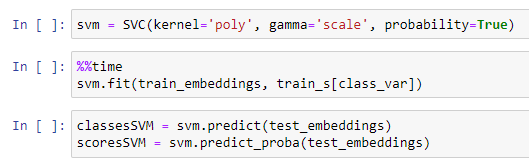 In [ ]: svm = SVC(kernel='poly', gamma='scale', probability=True)
In [ ]: %%time
svm.fit(train_embeddings, train_s[class_var])
In [ ]: classesSVM = svm.predict(test_embeddings)
scoresSVM = svm.predict_proba(test_embeddings)